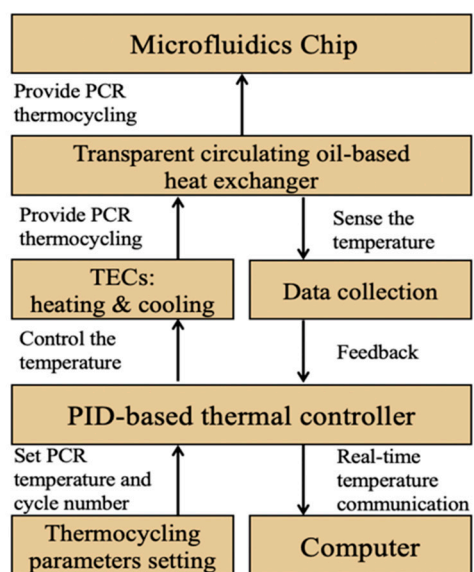 Microfluidics Chip
Provide PCR
thermocycling
Transparent circulating oil-based
heat exchanger
Provide PCR
thermocycling
Sense the
temperature
TECs:
heating & cooling
Data collection
Control the
temperature
Feedback
PID-based thermal controller
Set PCR
temperature and
cycle number
Real-time
temperature
communication
Thermocycling
parameters setting
Computer